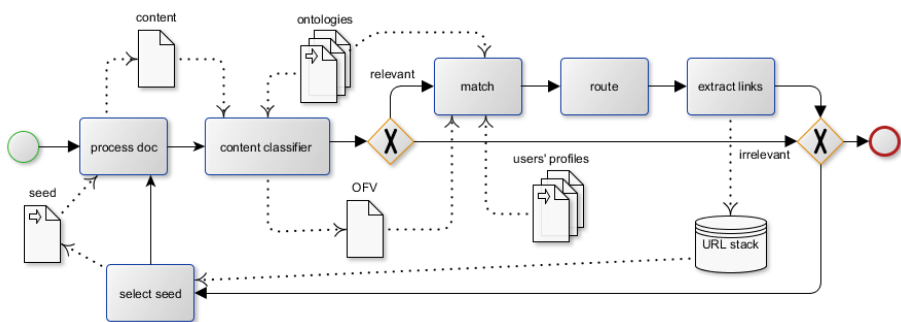 content
ontologies
relevant
match
route
extract links
process doc
content classifier
irrelevant
users' profiles
seed
OFV
URL stack
select seed